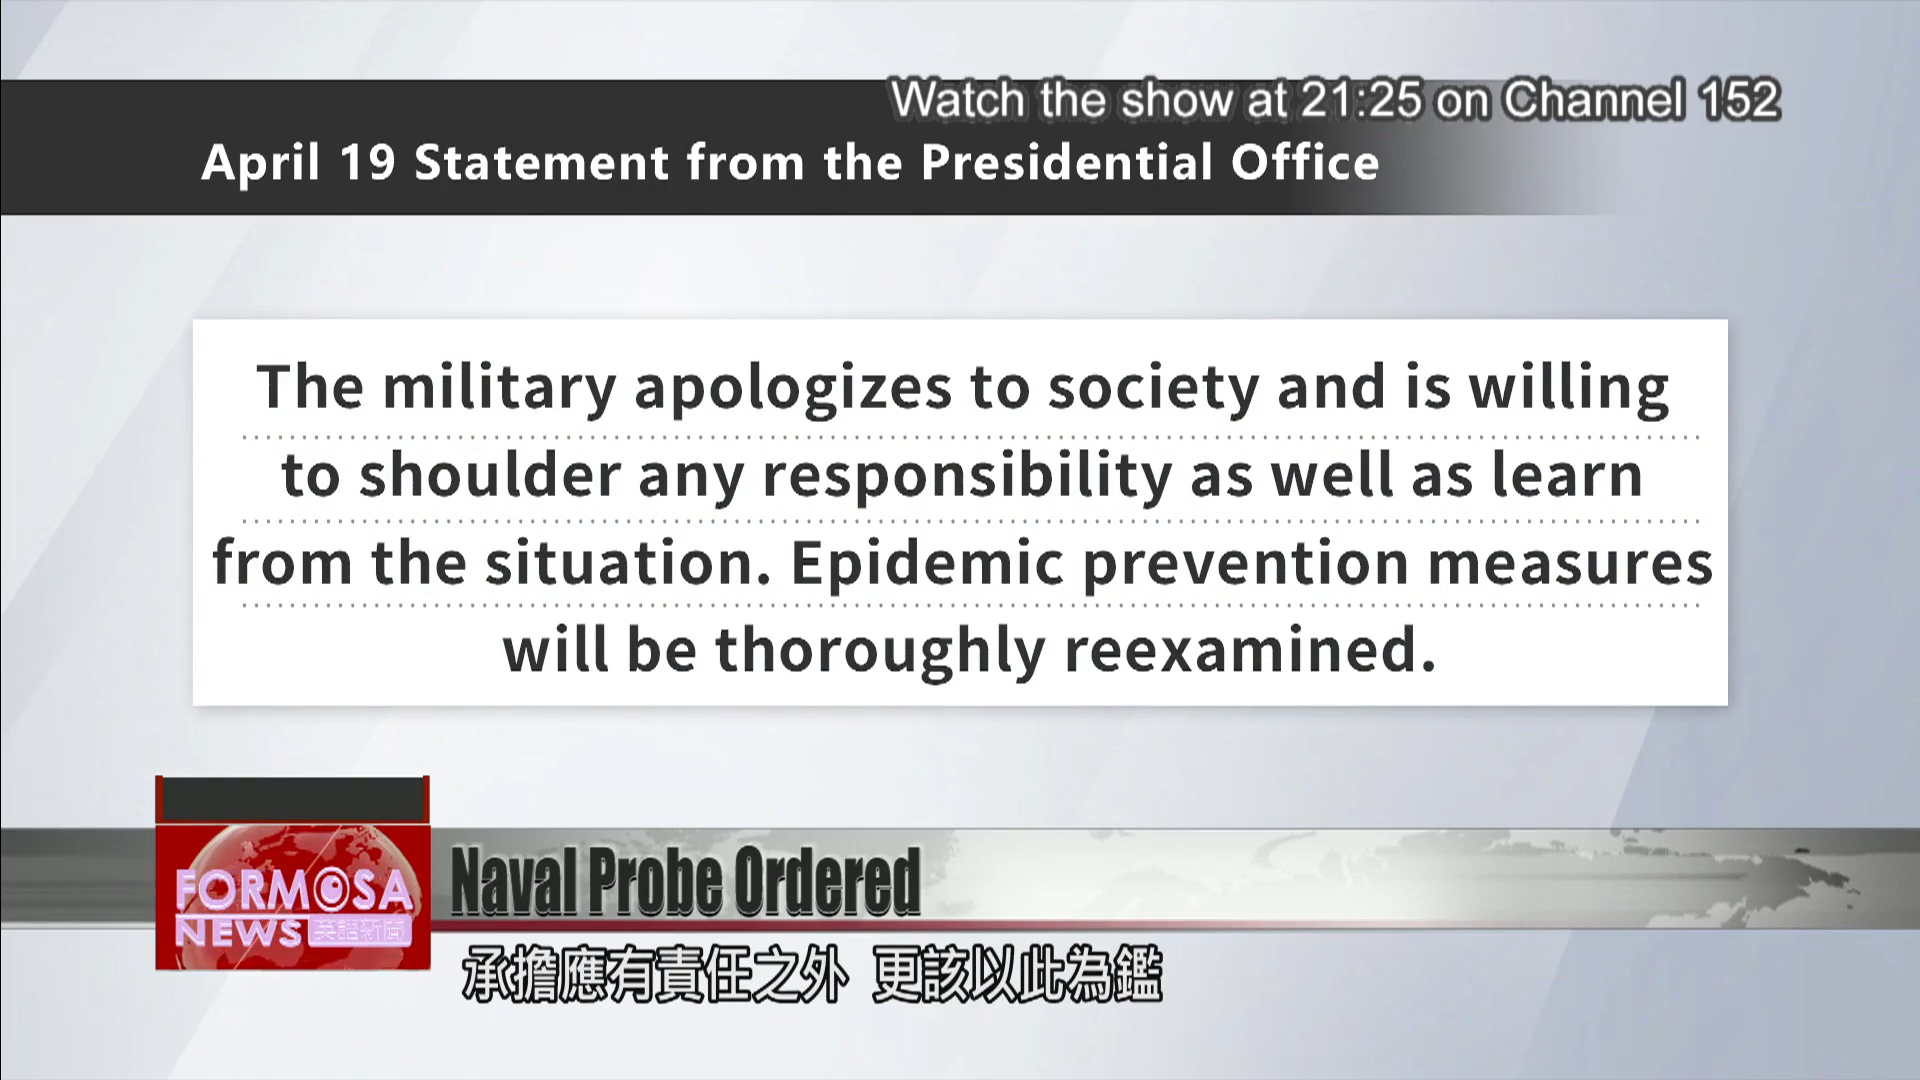 Watch the show at 21:25 on Channel 152
April 19 Statement from the Presidential Office
The military apologizes to society and is willing
to shoulder any responsibility as well as learn
from the situation. Epidemic prevention measures
will be thoroughly reexamined.
Naval Probe Ordered
FORMOSA
NEWS 英語新聞
承擔應有責任之外 更該以此為鑑